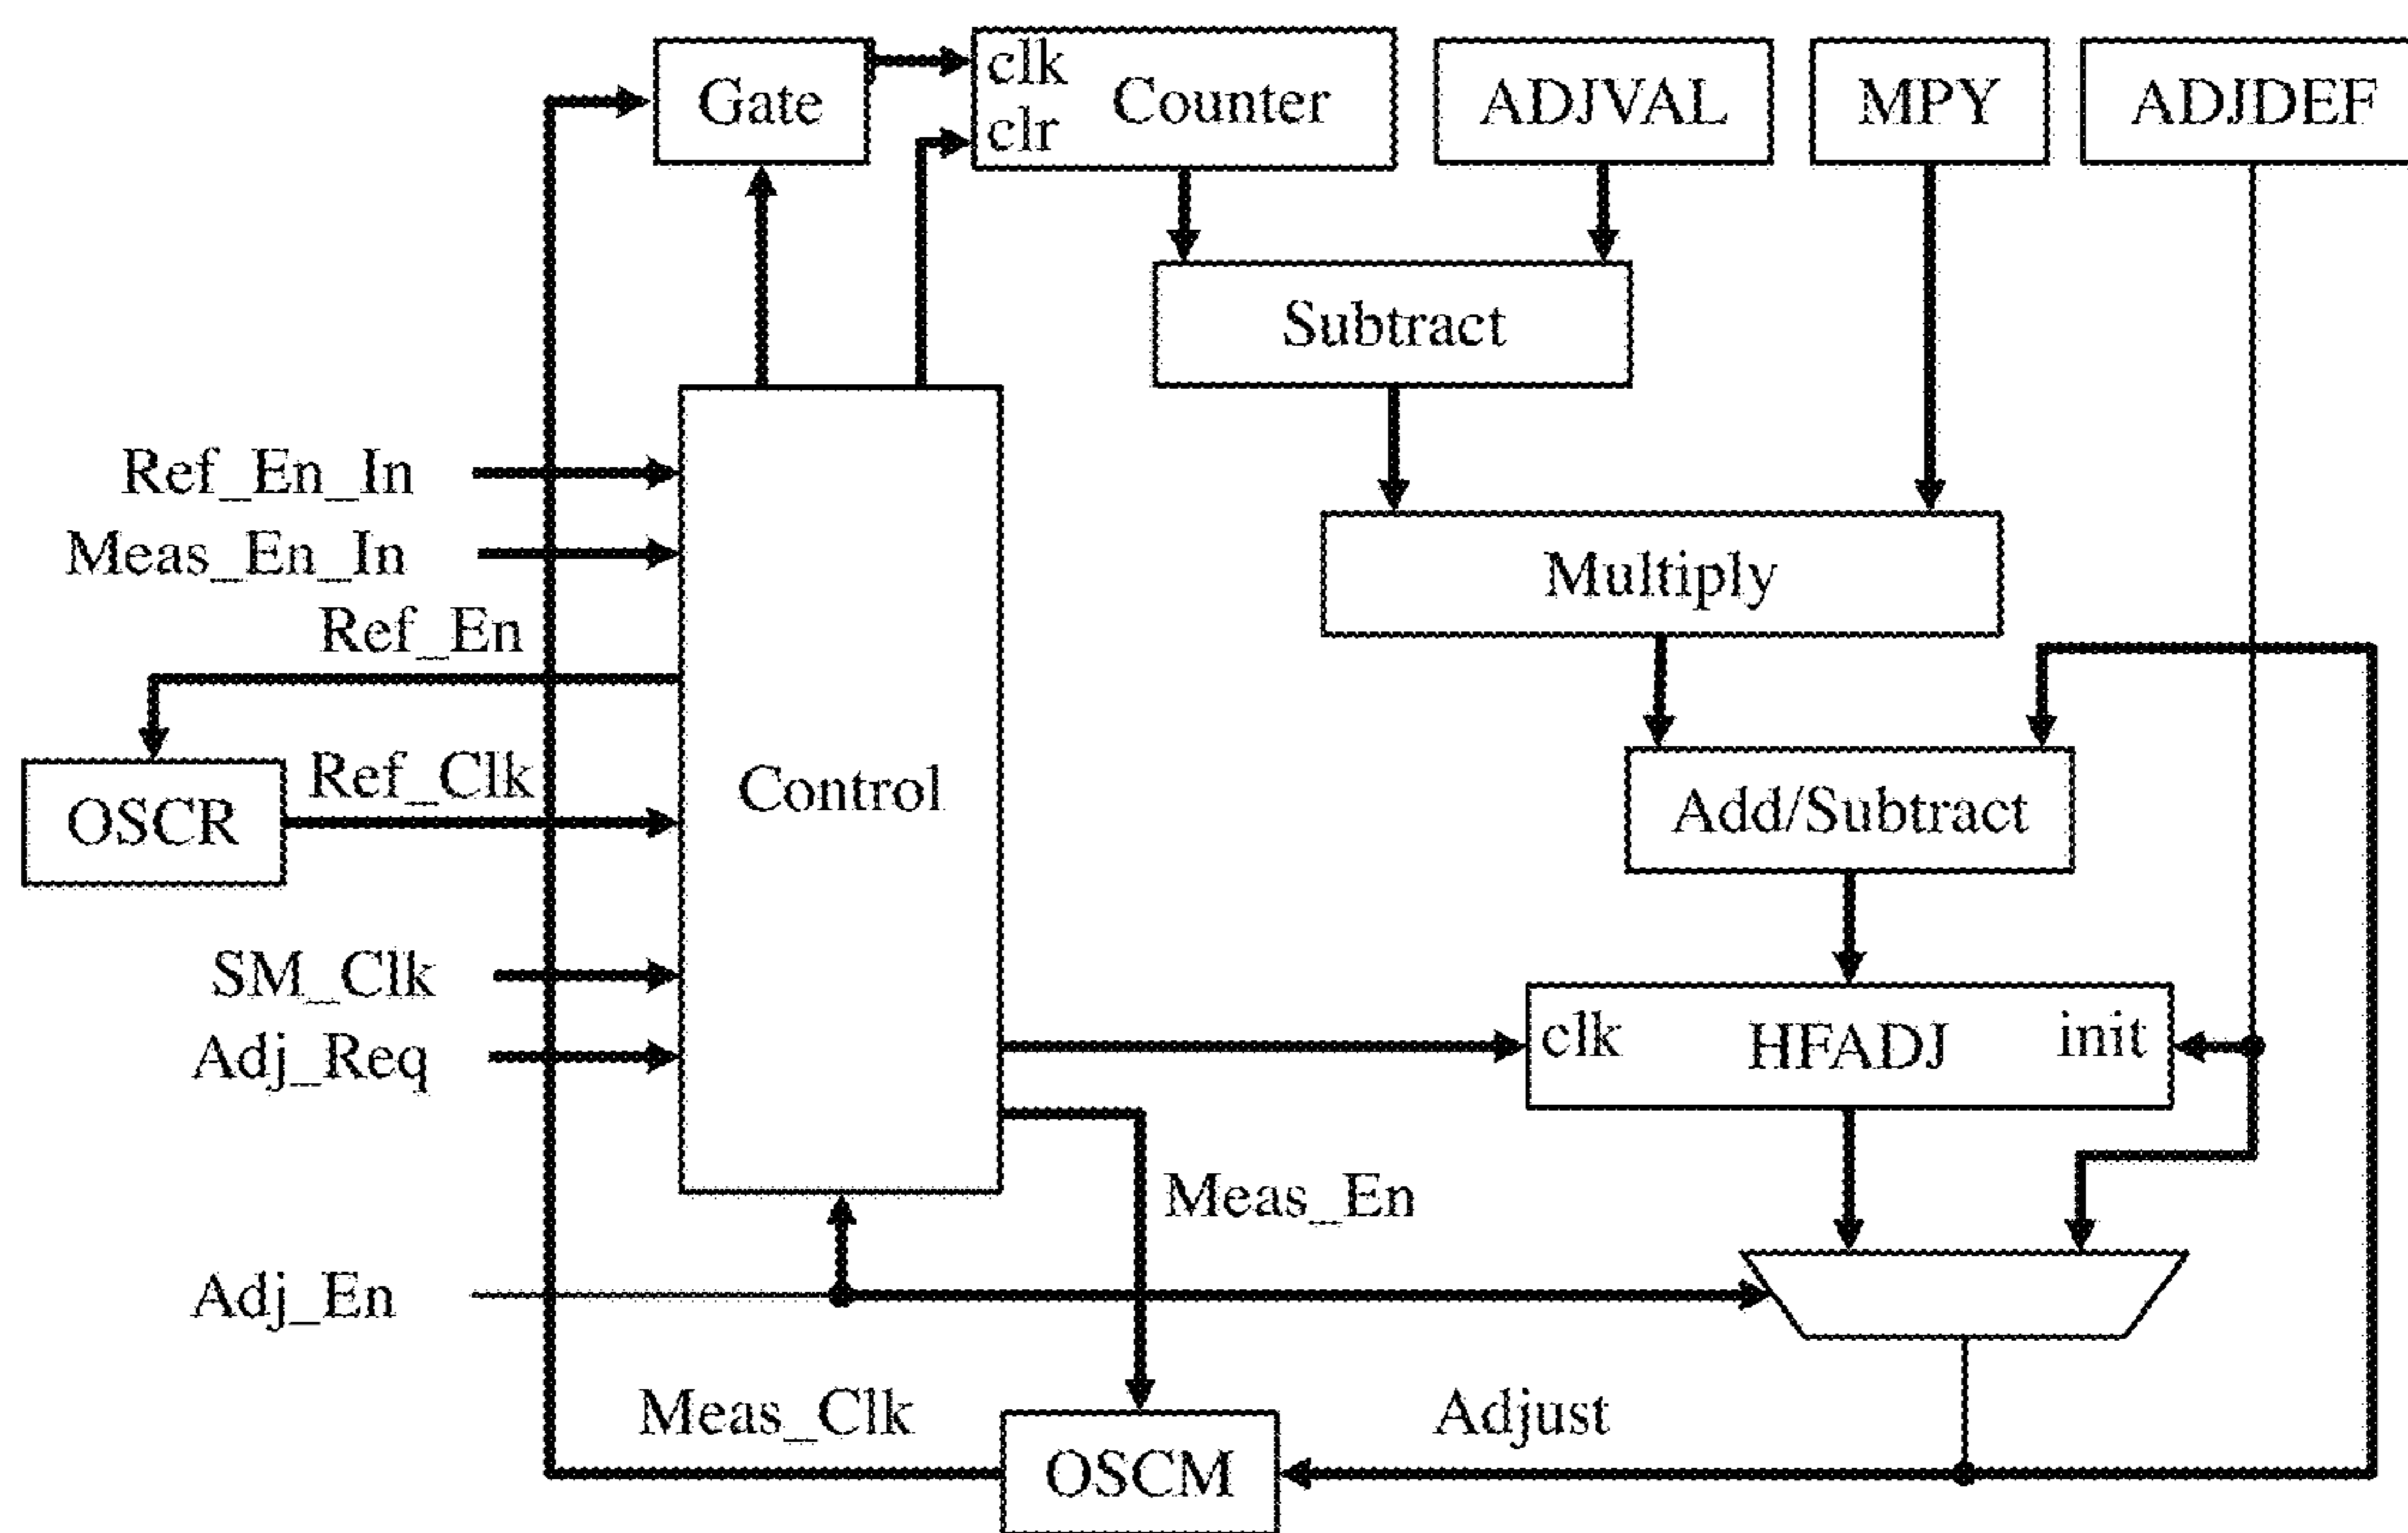 Gate
clk
clr
Counter
ADJVAL
MPY
ADJDEF
Subtract
Ref_En_In
Meas_En_In
Multiply
Ref_En
Ref_Clk
OSCR
Control
Add/Subtract
SM_Clk
Adj_Req
clk
HFADJ
init
Meas_En
Adj_En
Meas_Clk
Adjust
OSCM